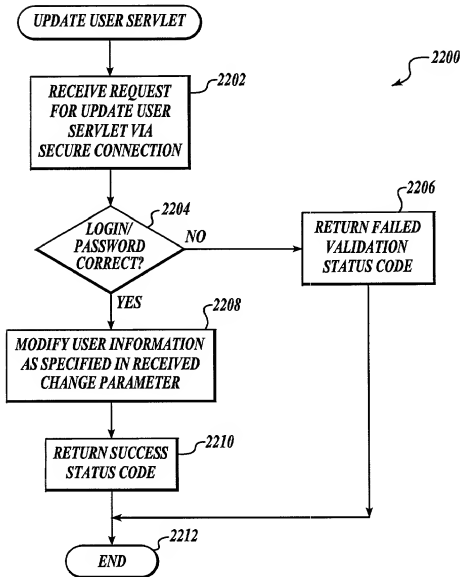 UPDATE USER SERVLET
2200
2202
RECEIVE REQUEST
FOR UPDATE USER
SERVLET VIA
SECURE CONNECTION
2204
LOGIN/
PASSWORD
CORRECT?
NO
2206
RETURN FAILED
VALIDATION
STATUS CODE
YES
2208
MODIFY USER INFORMATION
AS SPECIFIED IN RECEIVED
CHANGE PARAMETER
2210
RETURN SUCCESS
STATUS CODE
2212
END